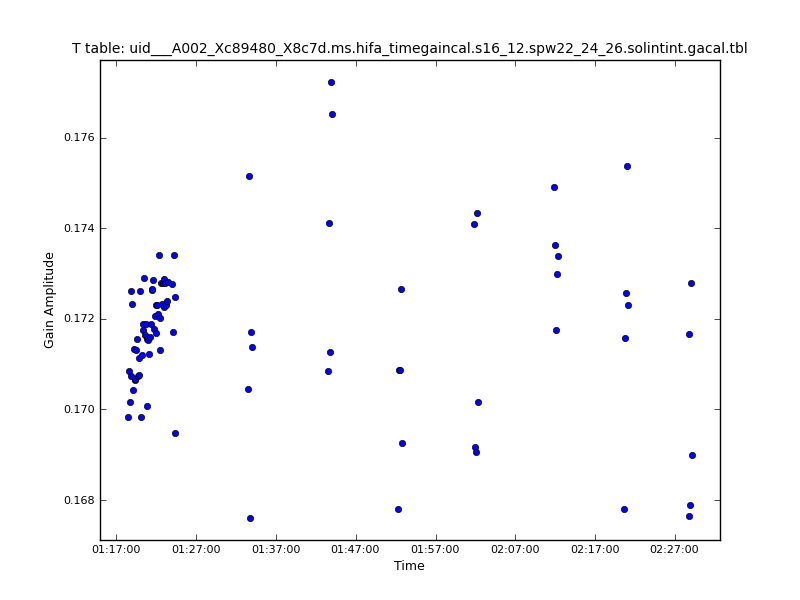 T table: uid___A002_Xc89480_X8c7d.ms.hifa_timegaincal.s16_12.spw22_24_26.solintint.gacal.tbl
0.176
0.174
0.172
0.170
0.168
Gain Amplitude
01:17:00 01:27:00 01:37:00 01:47:00 01:57:00 02:07:00 02:17:00 02:27:00
Time